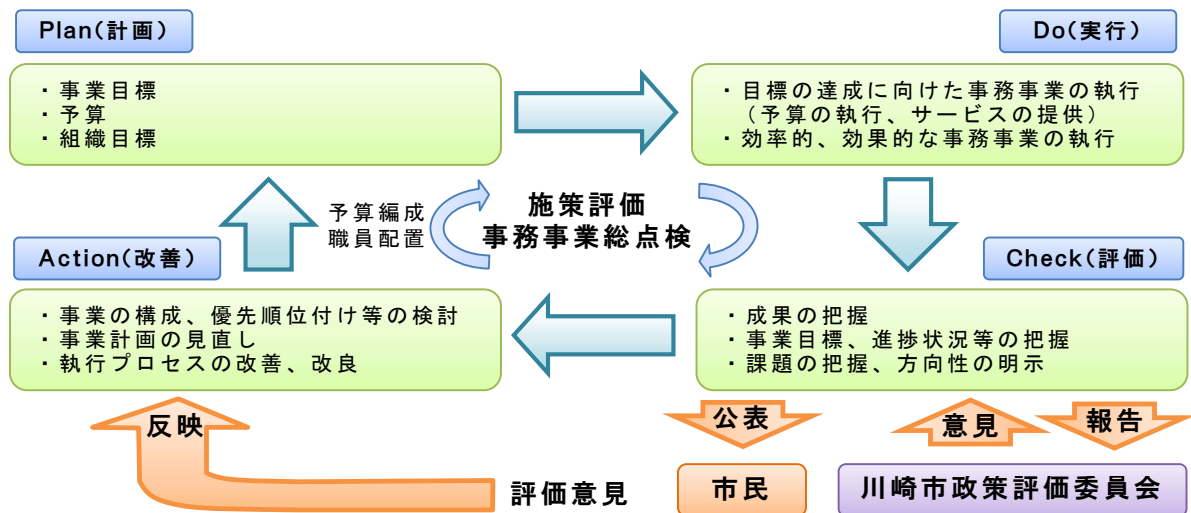 Plan(計画)
・事業目標
・予算
・組織目標
Do(実行)
・目標の達成に向けた事務事業の執行
（予算の執行、サービスの提供）
・効率的、効果的な事務事業の執行
予算編成
職員配置
施策評価
事務事業総点検
Action(改善)
・事業の構成、優先順位付け等の検討
・事業計画の見直し
・執行プロセスの改善、改良
Check(評価)
・成果の把握
・事業目標、進捗状況等の把握
・課題の把握、方向性の明示
反映
公表
意見
報告
評価意見
市民
川崎市政策評価委員会